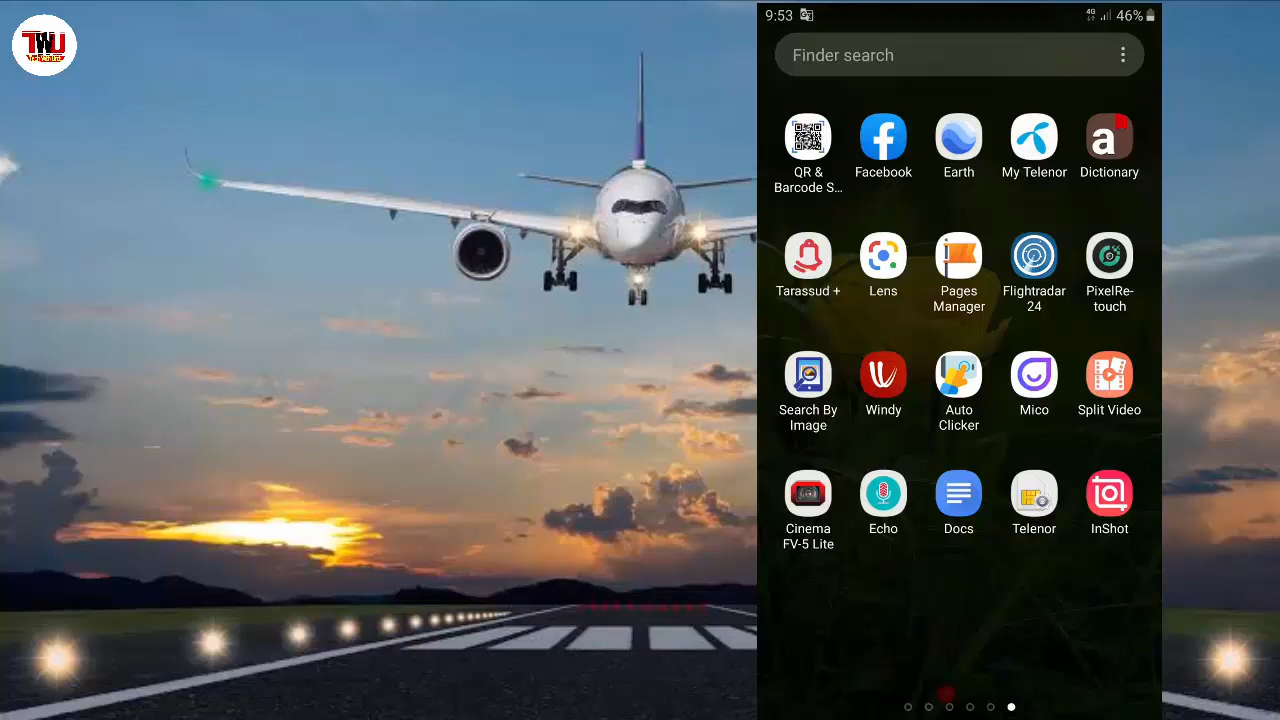 TWU
9:53
4G
46%
Finder search
QR &
Barcode S...
Facebook
Earth
My Telenor
Dictionary
Tarassud +
Lens
Pages
Manager
Flightradar
24
PixelRe-
touch
Search By
Image
Windy
Auto
Clicker
Mico
Split Video
Cinema
FV-5 Lite
Echo
Docs
Telenor
InShot